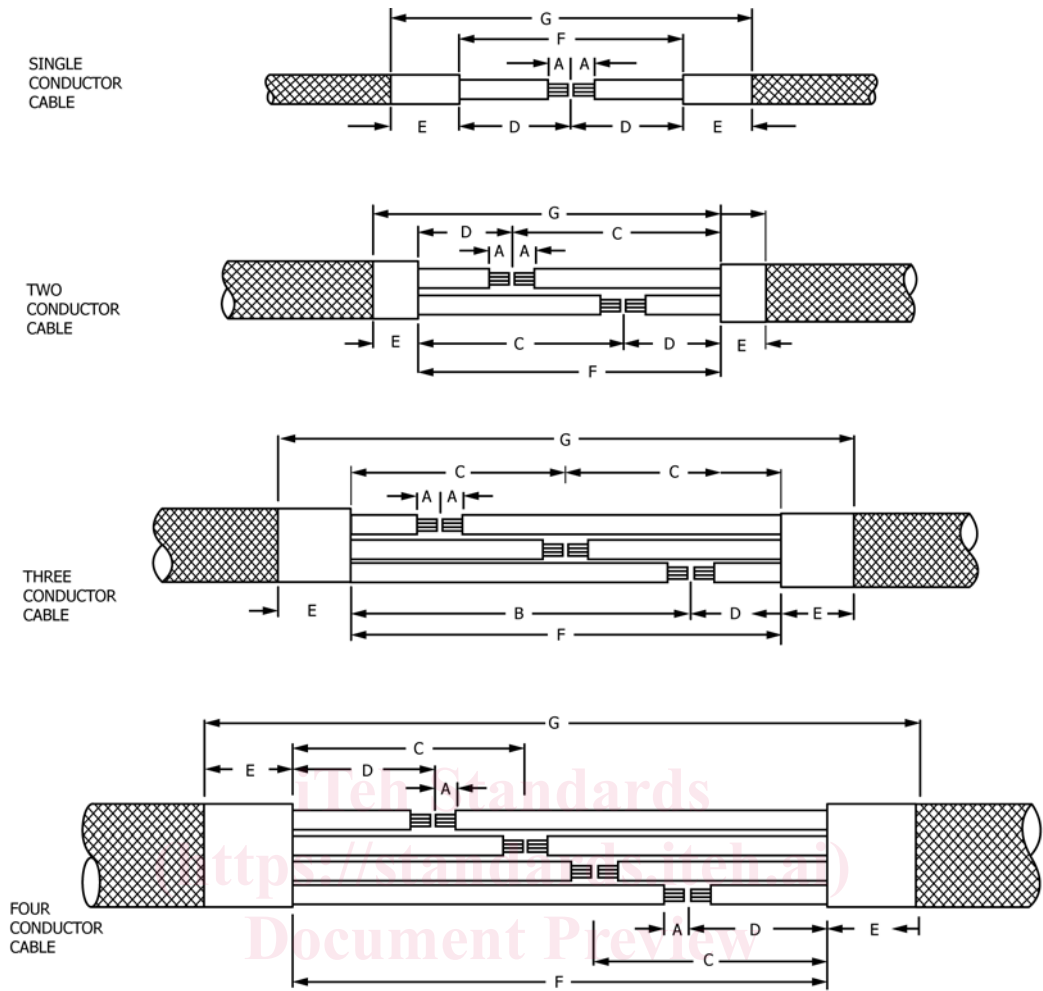 G
F
SINGLE
CONDUCTOR
CABLE
A A
E D D E
G
D C
A A
TWO
CONDUCTOR
CABLE
E C D E
F
G
C C
A A
THREE
CONDUCTOR
CABLE
E B D E
F
G
C
E D
A
iTeh Standards
(https://standards.iteh.ai)
Document Preview
FOUR
CONDUCTOR
CABLE
A D E
C
F